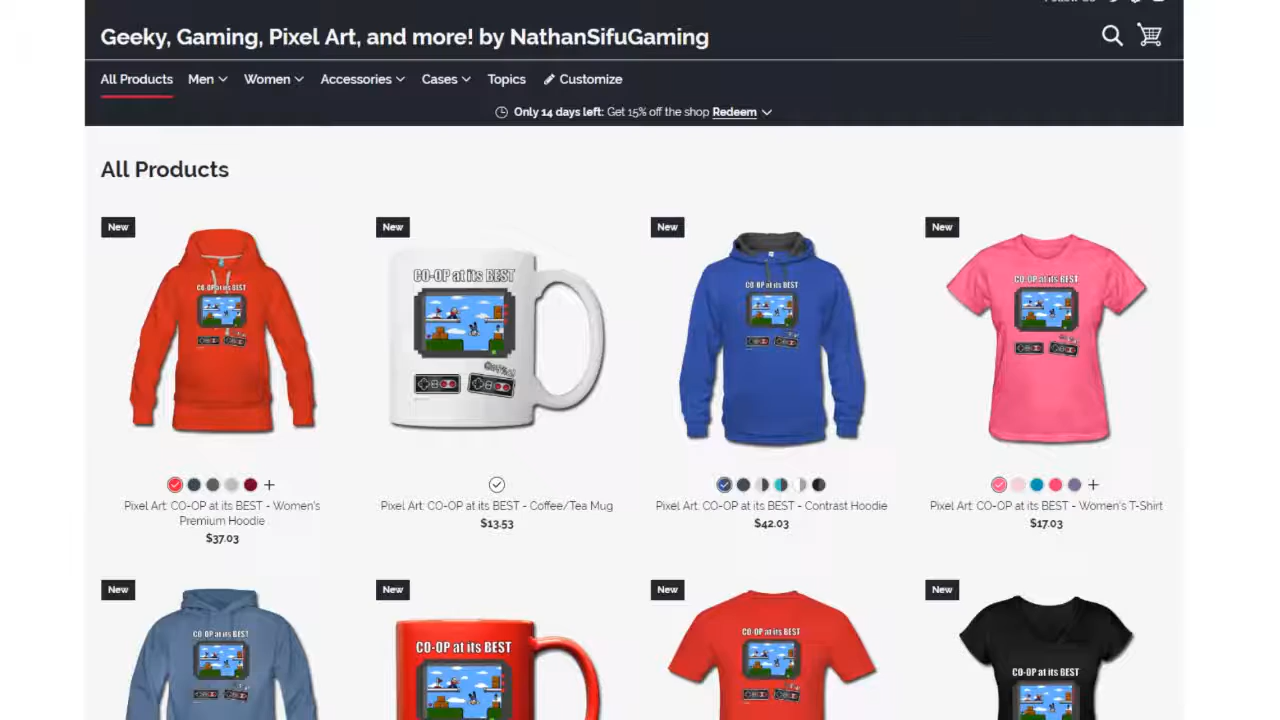 Geeky, Gaming, Pixel Art, and more! by NathanSifuGaming
All Products Men Women Accessories Cases Topics Customize
Only 14 days left: Get 15% off the shop Redeem
All Products
New New New New
CO-OP at its BEST
CO-OP at its BEST
CO-OP at its BEST
CO-OP at its BEST
Pixel Art: CO-OP at its BEST - Women's Premium Hoodie
$37.03
Pixel Art: CO-OP at its BEST - Coffee/Tea Mug
$13.53
Pixel Art: CO-OP at its BEST - Contrast Hoodie
$42.03
Pixel Art: CO-OP at its BEST - Women's T-Shirt
$17.03
New New New New
CO-OP at its BEST
CO-OP at its BEST
CO-OP at its BEST
CO-OP at its BEST